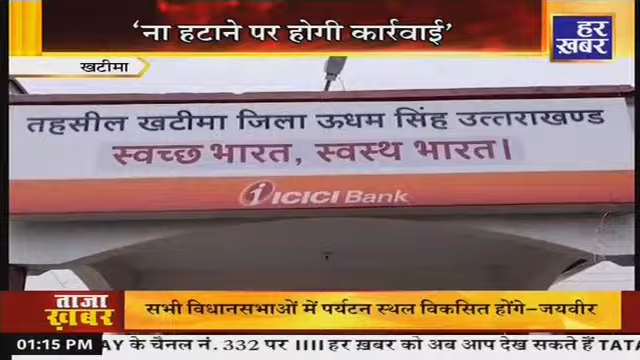 ‘ना हटाने पर होगी कार्रवाई’
हर
ख़बर
खटीमा
तहसील खटीमा जिला ऊधम सिंह उत्तराखण्ड
स्वच्छ भारत, स्वस्थ भारत।
ICICI Bank
ताजा
ख़बर
सभी विधानसभाओं में पर्यटन स्थल विकसित होंगे–जयवीर
01:15 PM
AY के चैनल नं. 332 पर IIII हर ख़बर को अब आप देख सकते हैं TATA